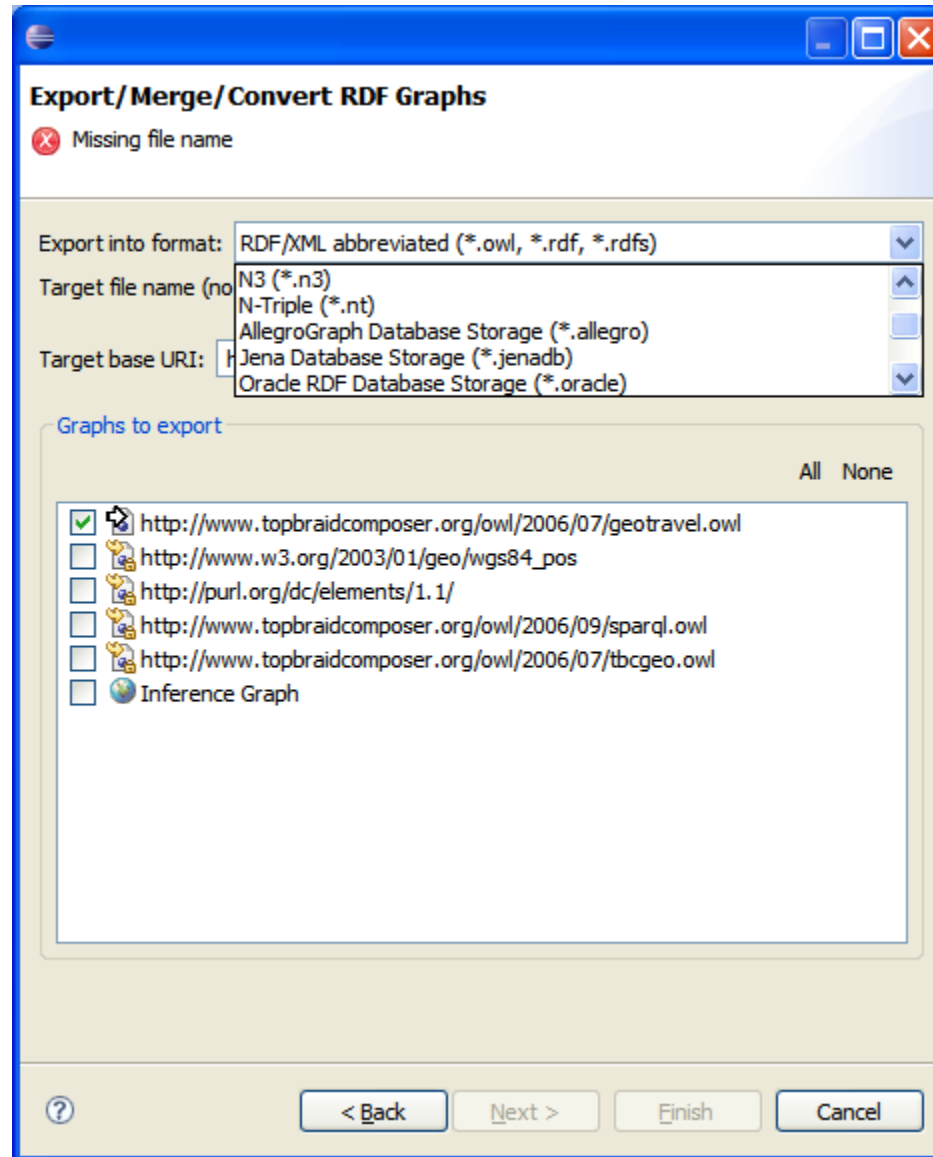 Export/Merge/Convert RDF Graphs
Missing file name
Export into format: RDF/XML abbreviated (*.owl, *.rdf, *.rdfs)
Target file name (no
N3 (*.n3)
N-Triple (*.nt)
AllegroGraph Database Storage (*.allegro)
Target base URI:
Jena Database Storage (*.jenadb)
Oracle RDF Database Storage (*.oracle)
Graphs to export
All None
http://www.topbraidcomposer.org/owl/2006/07/geotravel.owl
http://www.w3.org/2003/01/geo/wgs84_pos
http://purl.org/dc/elements/1.1/
http://www.topbraidcomposer.org/owl/2006/09/sparql.owl
http://www.topbraidcomposer.org/owl/2006/07/tbcgeo.owl
Inference Graph
? < Back Next > Finish Cancel